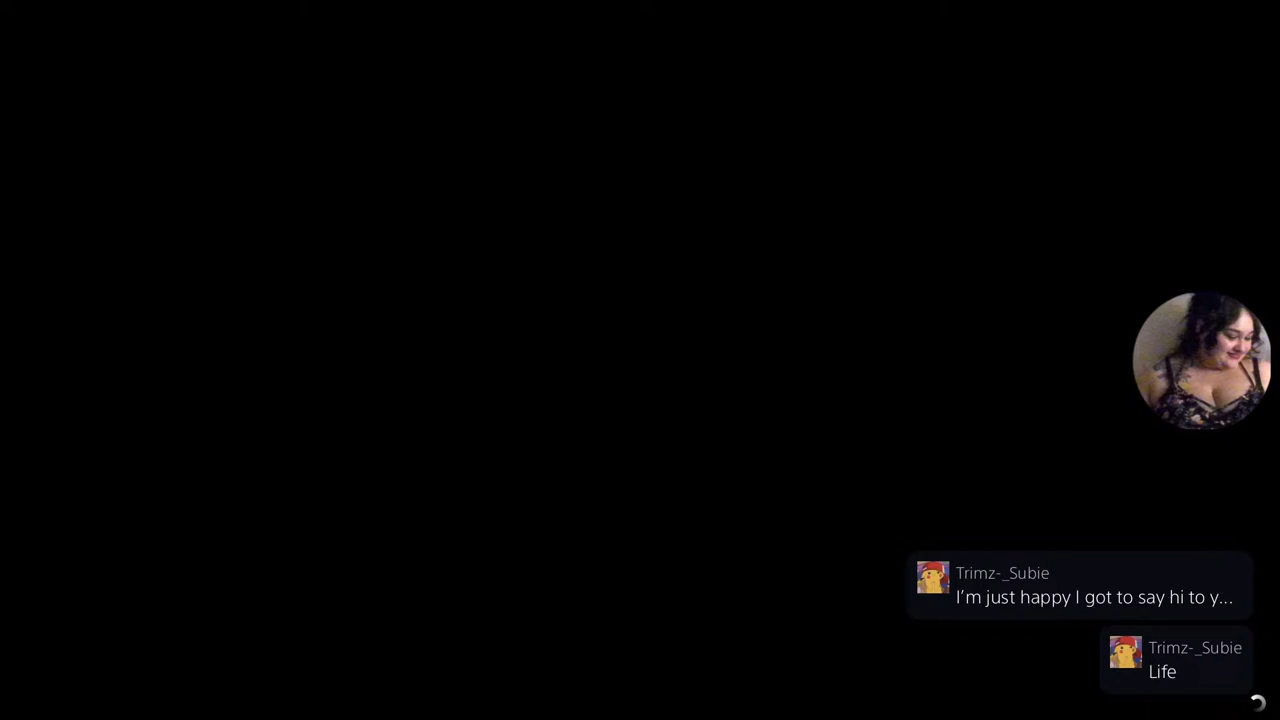 Trimz-_Subie
I’m just happy I got to say hi to y...
Trimz-_Subie
Life